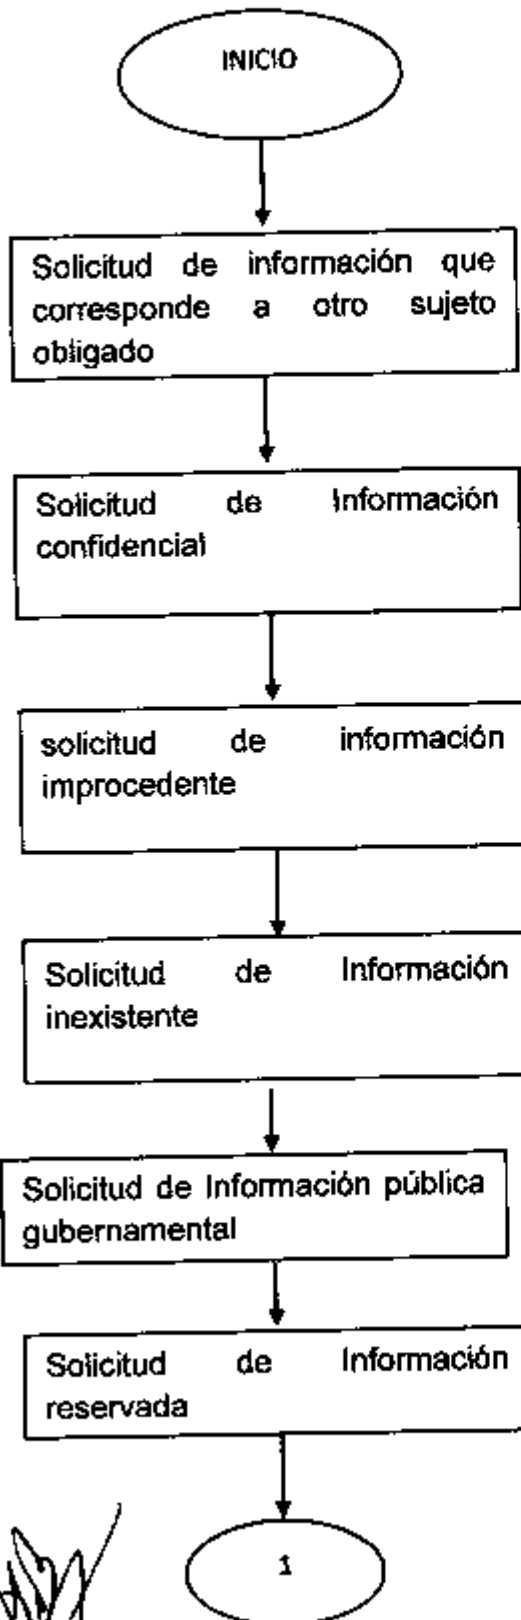 INICIO
Solicitud de información que
corresponde a otro sujeto
obligado
Solicitud de Información
confidencial
solicitud de información
improcedente
Solicitud de Información
inexistente
Solicitud de Información pública
gubernamental
Solicitud de Información
reservada
1